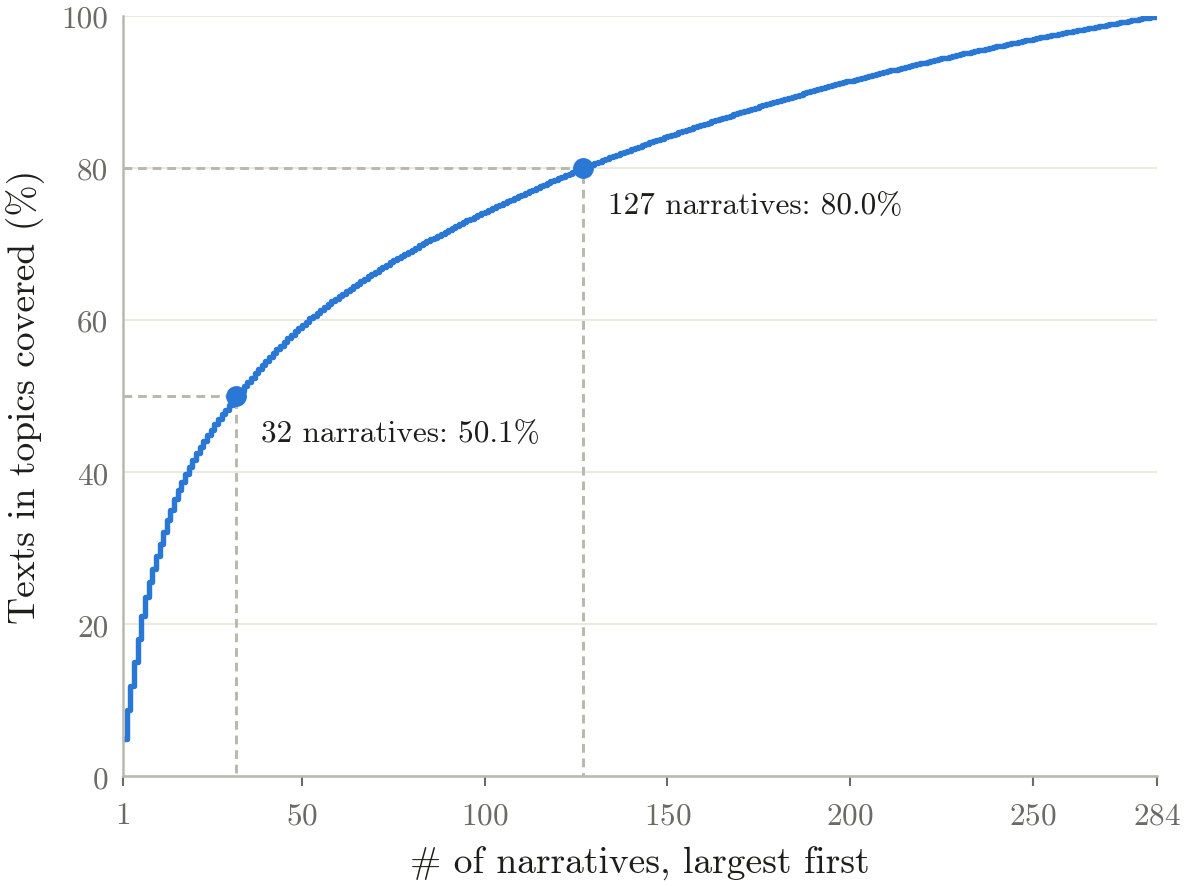 Texts in topics covered (%)
100
80
60
40
20
0
127 narratives: 80.0%
32 narratives: 50.1%
1 50 100 150 200 250 284
# of narratives, largest first